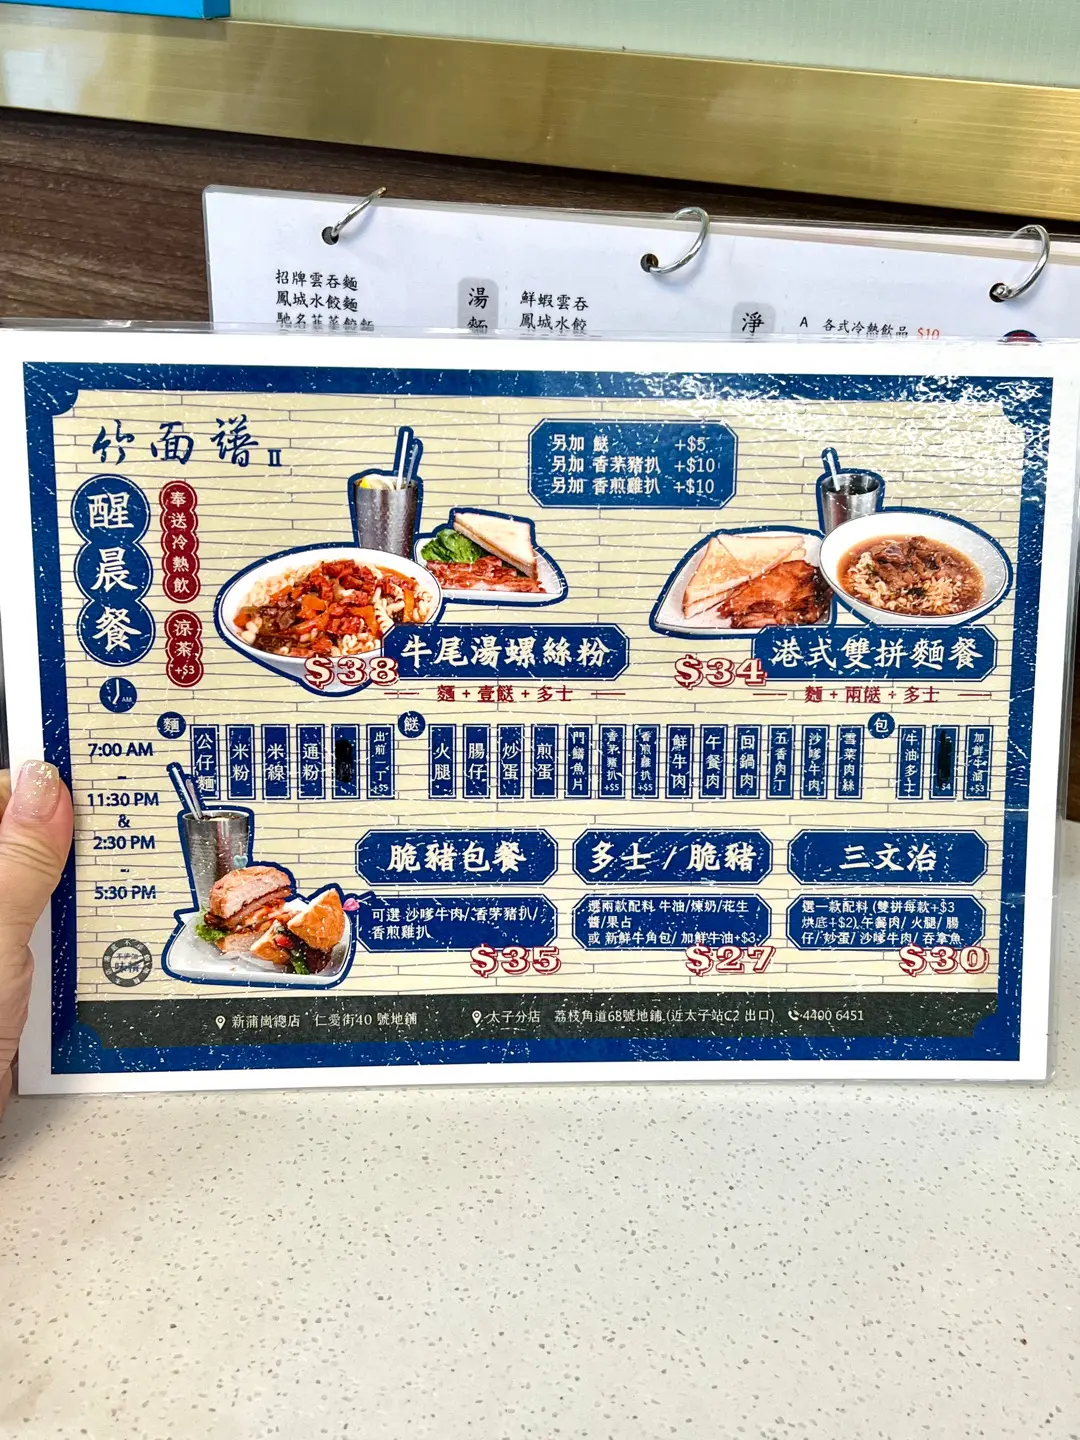 招牌雲吞麵
鳳城水餃麵
馳名韮菜餃麵
湯麵
鮮蝦雲吞
鳳城水餃
淨
A 各式冷熱飲品 $10
竹面譜 II
醒晨餐
奉送冷熱飲
涼茶+$3
AM
7:00 AM
-
11:30 PM
&
2:30 PM
-
5:30 PM
另加 餸 +$5
另加 香茅豬扒 +$10
另加 香煎雞扒 +$10
$38 牛尾湯螺絲粉
麵+壹餸+多士
$34 港式雙拼麵餐
麵+兩餸+多士
麵
公仔麵
米粉
米線
通粉
出前一丁+$5
餸
火腿
腸仔
炒蛋
煎蛋
門鱔魚片
香茅豬扒+$5
香煎雞扒+$5
鮮牛肉
午餐肉
回鍋肉
五香肉丁
沙嗲牛肉
雪菜肉絲
包
牛油多士
$4
加鮮牛油+$3
脆豬包餐
可選 沙嗲牛肉/香茅豬扒/
香煎雞扒
$35
多士/脆豬
選兩款配料 牛油/煉奶/花生
醬/果占
或 新鮮牛角包/ 加鮮牛油+$3
$27
三文治
選一款配料 (雙拼每款+$3
烘底+$2) 午餐肉/ 火腿/ 腸
仔/炒蛋/ 沙嗲牛肉/ 吞拿魚
$30
味精
新蒲崗總店 仁愛街40 號地鋪
太子分店 荔枝角道68號地鋪 (近太子站C2 出口) 4400 6451